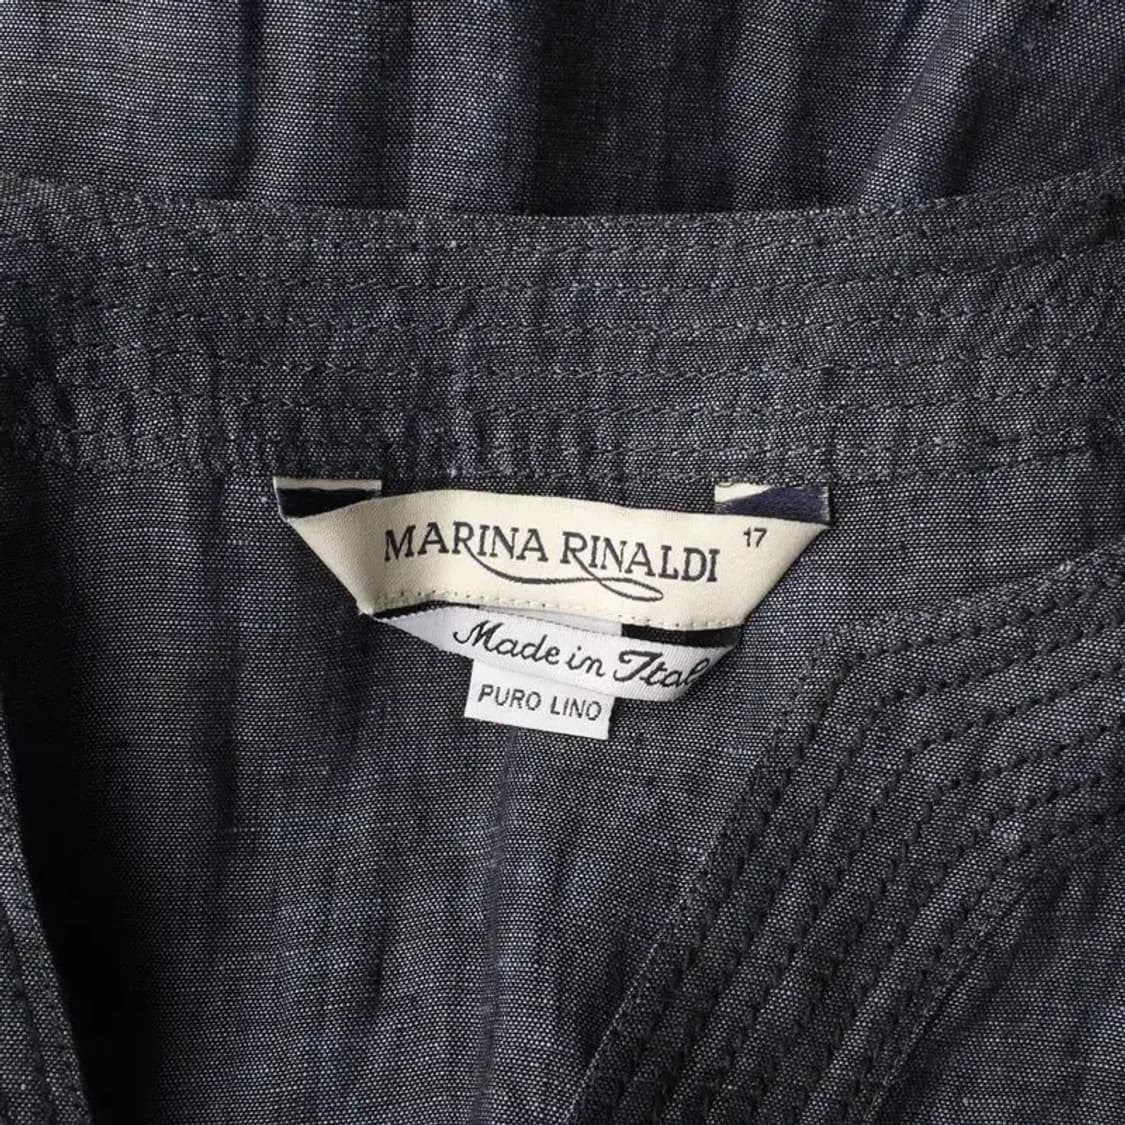 MARINA RINALDI
17
Made in Ital
PURO LINO